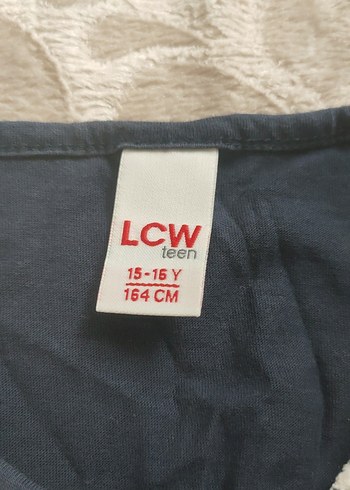 LCW
teen
15-16 Y
164 CM